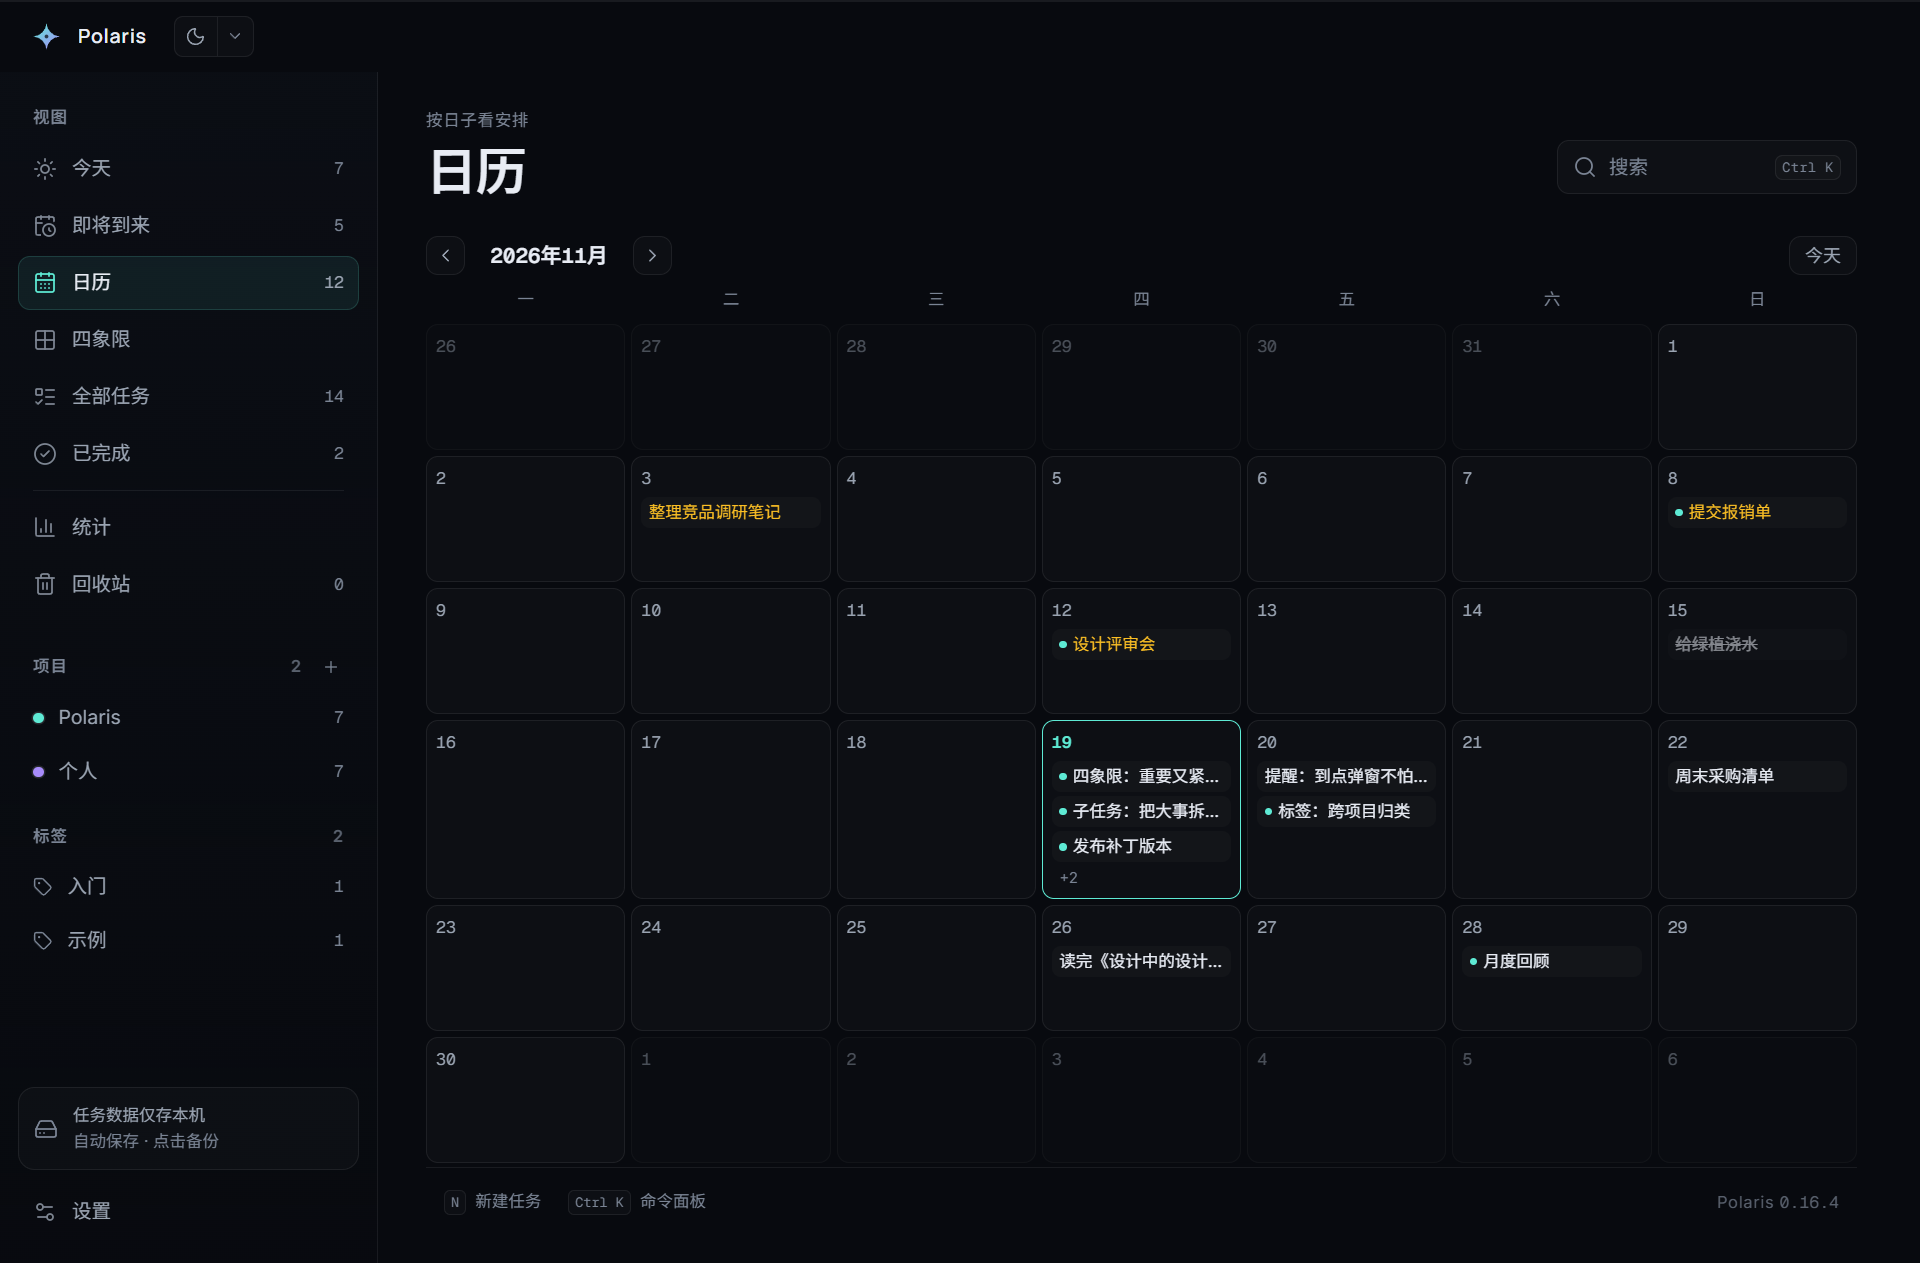 Polaris
视图
今天 7
即将到来 5
日历 12
四象限
全部任务 14
已完成 2
统计
回收站 0
项目 2
Polaris 7
个人 7
标签 2
入门 1
示例 1
任务数据仅存本机
自动保存 · 点击备份
设置
按日子看安排
日历
搜索 Ctrl K
2026年11月
今天
一 二 三 四 五 六 日
26 27 28 29 30 31 1
2 3 4 5 6 7 8
整理竞品调研笔记 提交报销单
9 10 11 12 13 14 15
设计评审会 给绿植浇水
16 17 18 19 20 21 22
四象限：重要又紧... 提醒：到点弹窗不怕... 周末采购清单
子任务：把大事拆... 标签：跨项目归类
发布补丁版本
+2
23 24 25 26 27 28 29
读完《设计中的设计... 月度回顾
30 1 2 3 4 5 6
N 新建任务 Ctrl K 命令面板
Polaris 0.16.4